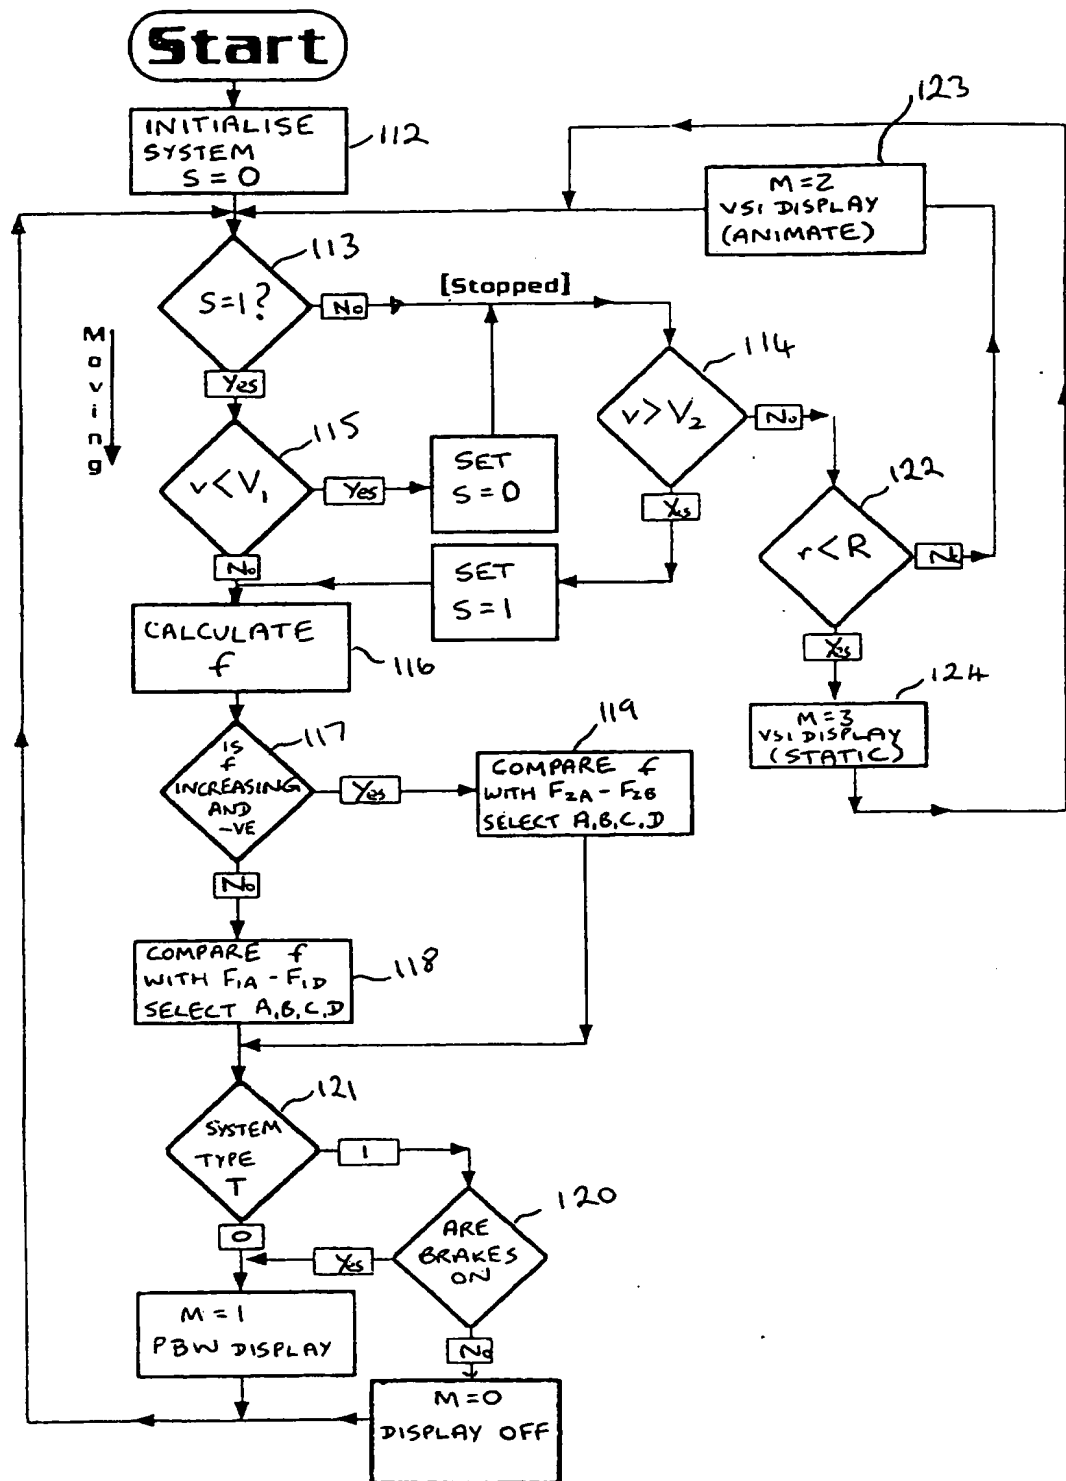 Start
INITIALISE
SYSTEM
S = 0
112
123
M = 2
VSI DISPLAY
(ANIMATE)
113
S=1?
No
[Stopped]
Moving
Yes
114
v > V2
No
115
v < V1
Yes
SET
S = 0
Yes
122
r < R
No
No
SET
S = 1
Yes
CALCULATE
f
116
124
M = 3
VSI DISPLAY
(STATIC)
117
IS
f
INCREASING
AND
-VE
Yes
119
COMPARE f
WITH F2A - F2B
SELECT A,B,C,D
No
COMPARE f
WITH F1A - F1D
SELECT A,B,C,D
118
121
SYSTEM
TYPE
T
1
120
ARE
BRAKES
ON
0
Yes
M = 1
PBW DISPLAY
No
M = 0
DISPLAY OFF